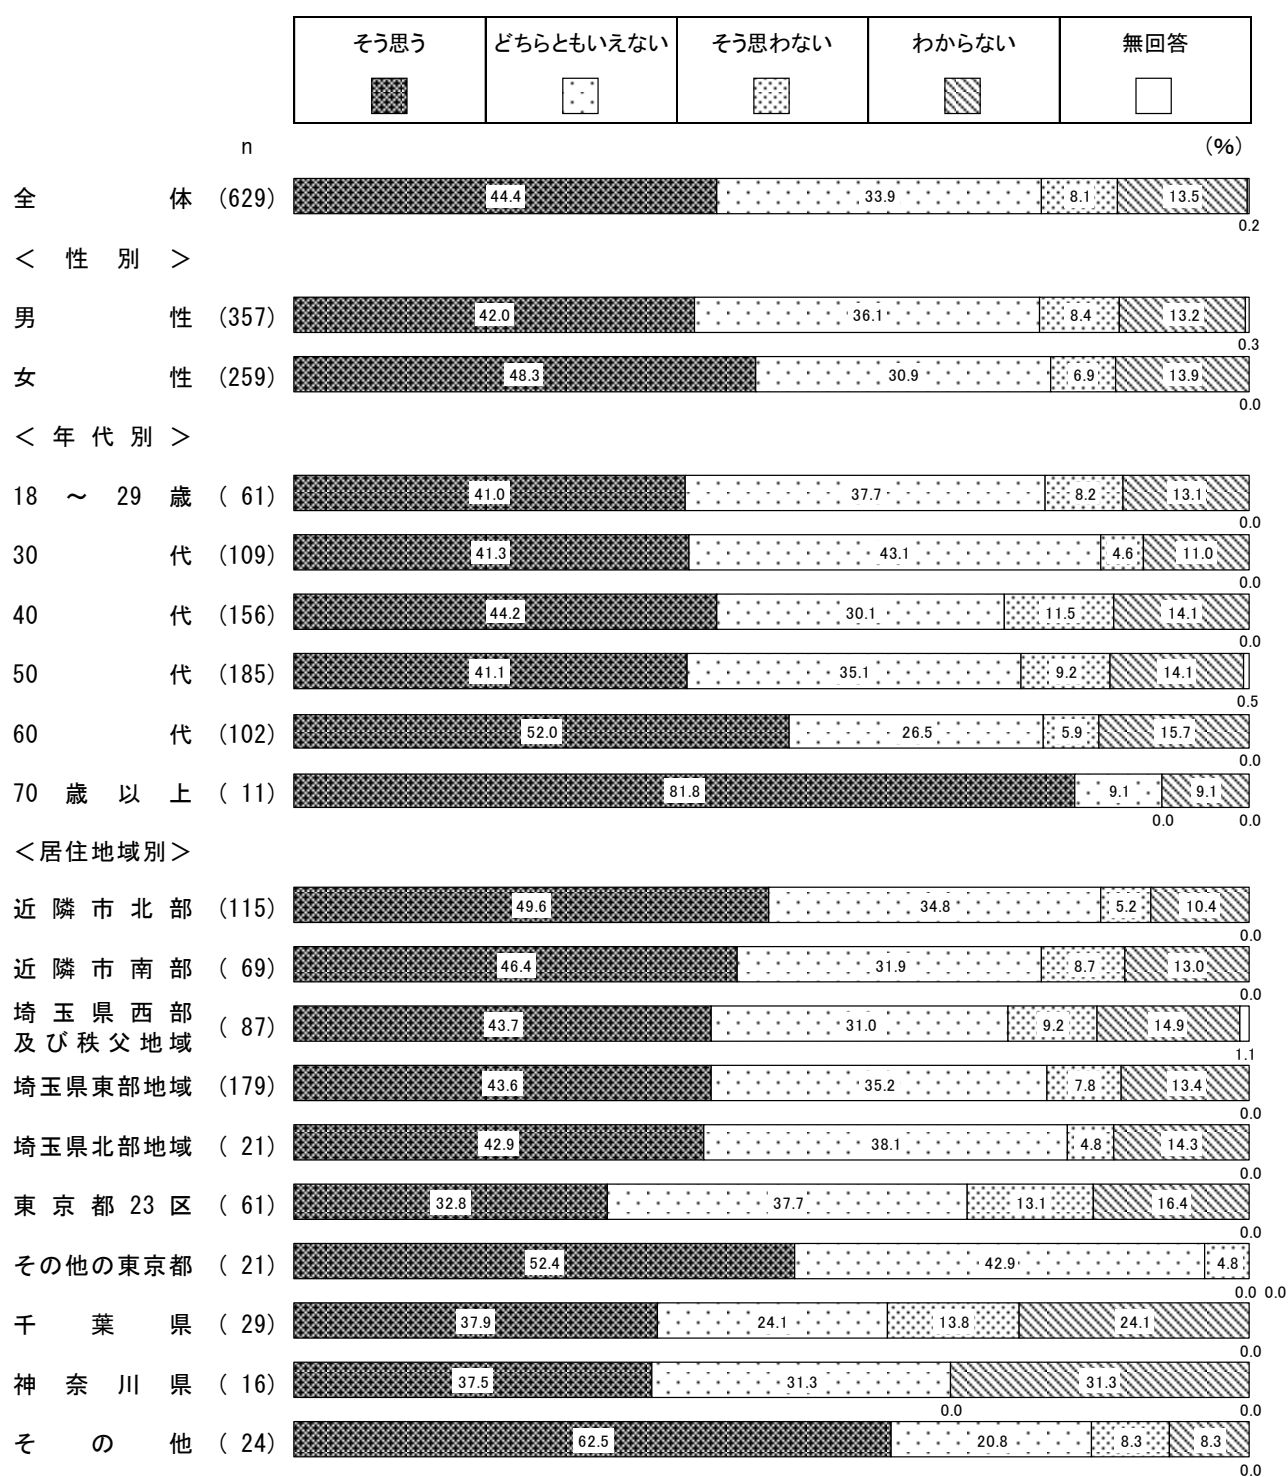 そう思う どちらともいえない そう思わない わからない 無回答
n (%)
全体 (629) 44.4 33.9 8.1 13.5
0.2
＜性別＞
男性 (357) 42.0 36.1 8.4 13.2
0.3
女性 (259) 48.3 30.9 6.9 13.9
0.0
＜年代別＞
18～29歳 (61) 41.0 37.7 8.2 13.1
0.0
30代 (109) 41.3 43.1 4.6 11.0
0.0
40代 (156) 44.2 30.1 11.5 14.1
0.0
50代 (185) 41.1 35.1 9.2 14.1
0.5
60代 (102) 52.0 26.5 5.9 15.7
0.0
70歳以上 (11) 81.8 9.1 9.1
0.0 0.0
＜居住地域別＞
近隣市北部 (115) 49.6 34.8 5.2 10.4
0.0
近隣市南部 (69) 46.4 31.9 8.7 13.0
0.0
埼玉県西部
及び秩父地域 (87) 43.7 31.0 9.2 14.9
1.1
埼玉県東部地域 (179) 43.6 35.2 7.8 13.4
0.0
埼玉県北部地域 (21) 42.9 38.1 4.8 14.3
0.0
東京都23区 (61) 32.8 37.7 13.1 16.4
0.0
その他の東京都 (21) 52.4 42.9 4.8
0.0 0.0
千葉県 (29) 37.9 24.1 13.8 24.1
0.0
神奈川県 (16) 37.5 31.3 31.3
0.0 0.0
その他 (24) 62.5 20.8 8.3 8.3
0.0